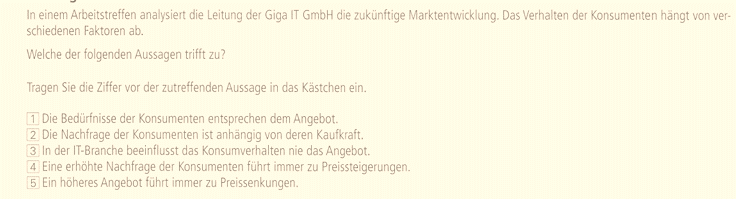 In einem Arbeitstreffen analysiert die Leitung der Giga IT GmbH die zukünftige Marktentwicklung. Das Verhalten der Konsumenten hängt von ver-
schiedenen Faktoren ab.
Welche der folgenden Aussagen trifft zu?
Tragen Sie die Ziffer vor der zutreffenden Aussage in das Kästchen ein.
1 Die Bedürfnisse der Konsumenten entsprechen dem Angebot.
2 Die Nachfrage der Konsumenten ist anhängig von deren Kaufkraft.
3 In der IT-Branche beeinflusst das Konsumverhalten nie das Angebot.
4 Eine erhöhte Nachfrage der Konsumenten führt immer zu Preissteigerungen.
5 Ein höheres Angebot führt immer zu Preissenkungen.